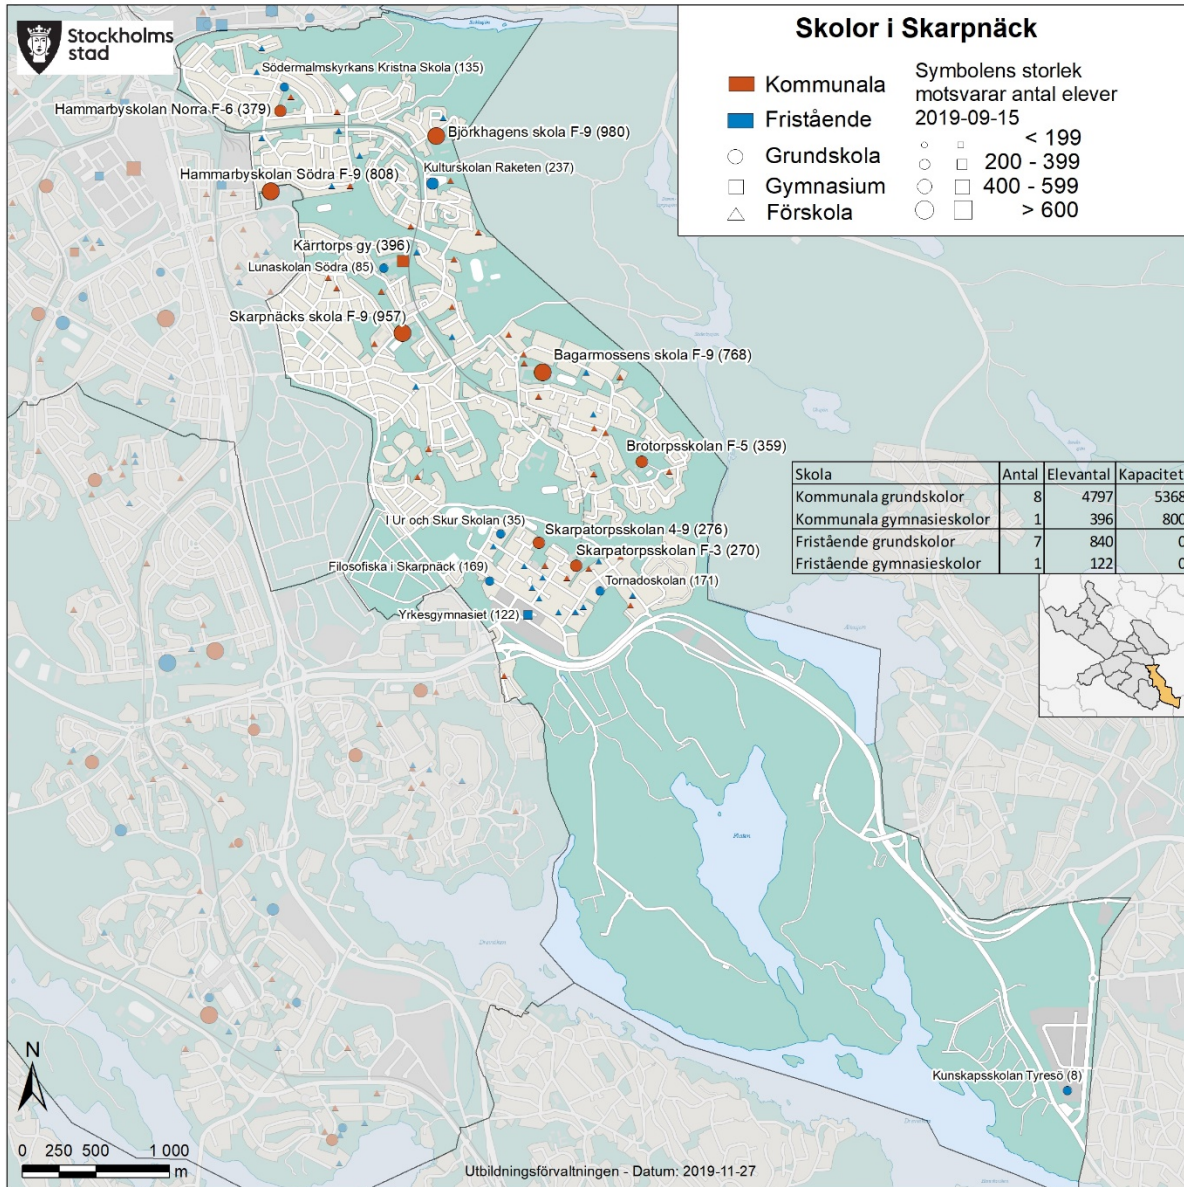 Stockholms
stad
Skolor i Skarpnäck
Kommunala
Fristående
Grundskola
Gymnasium
Förskola
Symbolens storlek
motsvarar antal elever
2019-09-15
< 199
200 - 399
400 - 599
> 600
Södermalmskyrkans Kristna Skola (135)
Hammarbyskolan Norra F-6 (379)
Björkhagens skola F-9 (980)
Kulturskolan Raketen (237)
Hammarbyskolan Södra F-9 (808)
Kärrtorps gy (396)
Lunaskolan Södra (85)
Skarpnäcks skola F-9 (957)
Bagarmossens skola F-9 (768)
Brotorpsskolan F-5 (359)
Skola Antal Elevantal Kapacitet
Kommunala grundskolor 8 4797 5368
Kommunala gymnasieskolor 1 396 800
Fristående grundskolor 7 840 0
Fristående gymnasieskolor 1 122 0
I Ur och Skur Skolan (35)
Skarpatorpsskolan 4-9 (276)
Skarpatorpsskolan F-3 (270)
Filosofiska i Skarpnäck (169)
Tornadoskolan (171)
Yrkesgymnasiet (122)
Flaten
Kunskapsskolan Tyresö (8)
N
0 250 500 1 000
m
Utbildningsförvaltningen - Datum: 2019-11-27